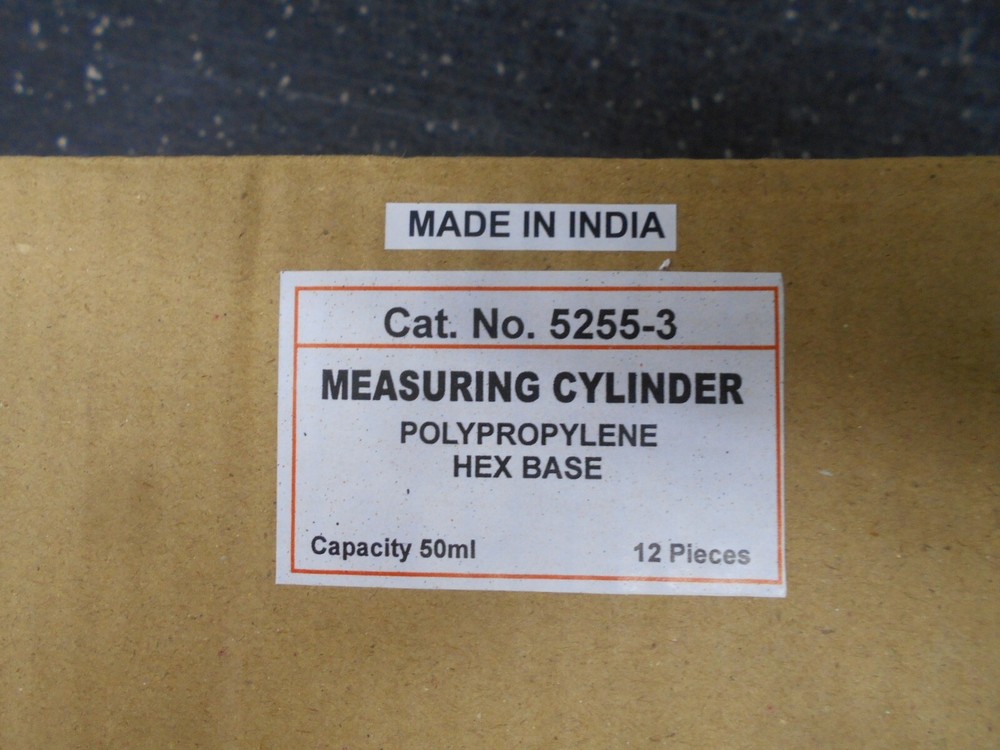 MADE IN INDIA
Cat. No. 5255-3
MEASURING CYLINDER
POLYPROPYLENE
HEX BASE
Capacity 50ml 12 Pieces